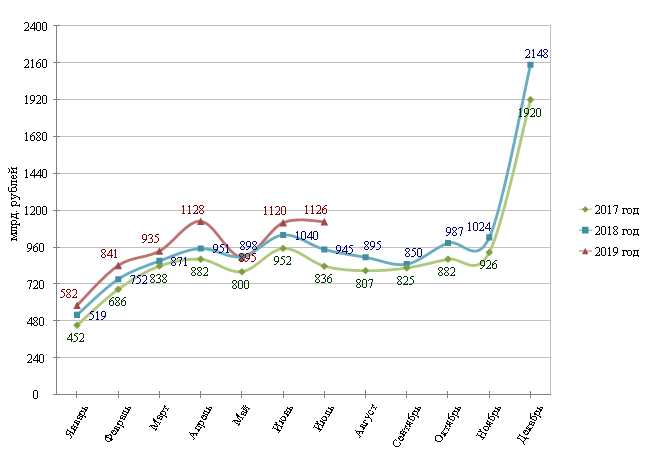 2400
2160
1920
1680
1440
1200
960
720
480
240
0
млрд. рублей
582
841
935
1128
895
1120
1126
519
752
871
951
898
1040
945
895
850
987
1024
2148
452
686
838
882
800
952
836
807
825
882
926
1920
Январь
Февраль
Март
Апрель
Май
Июнь
Июль
Август
Сентябрь
Октябрь
Ноябрь
Декабрь
2017 год
2018 год
2019 год